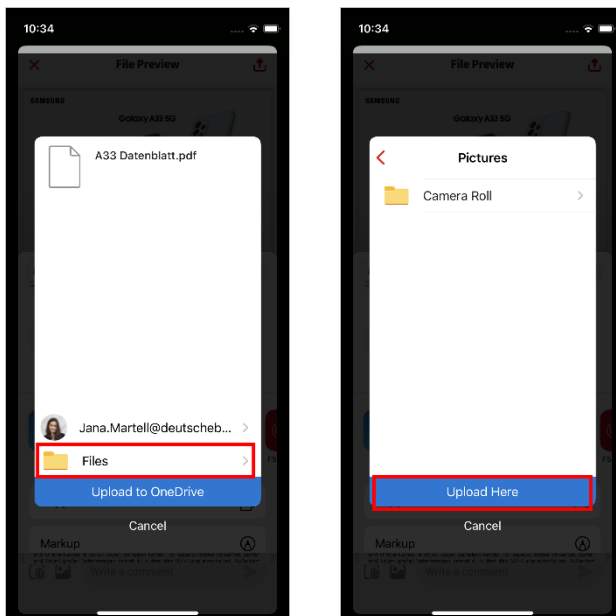 10:34
File Preview
SAMSUNG
Galaxy A33 5G
A33 Datenblatt.pdf
Jana.Martell@deutscheb...
Files
Upload to OneDrive
Cancel
Markup
Write a comment
10:34
File Preview
SAMSUNG
Galaxy A33 5G
Pictures
Camera Roll
Upload Here
Cancel
Markup
Write a comment